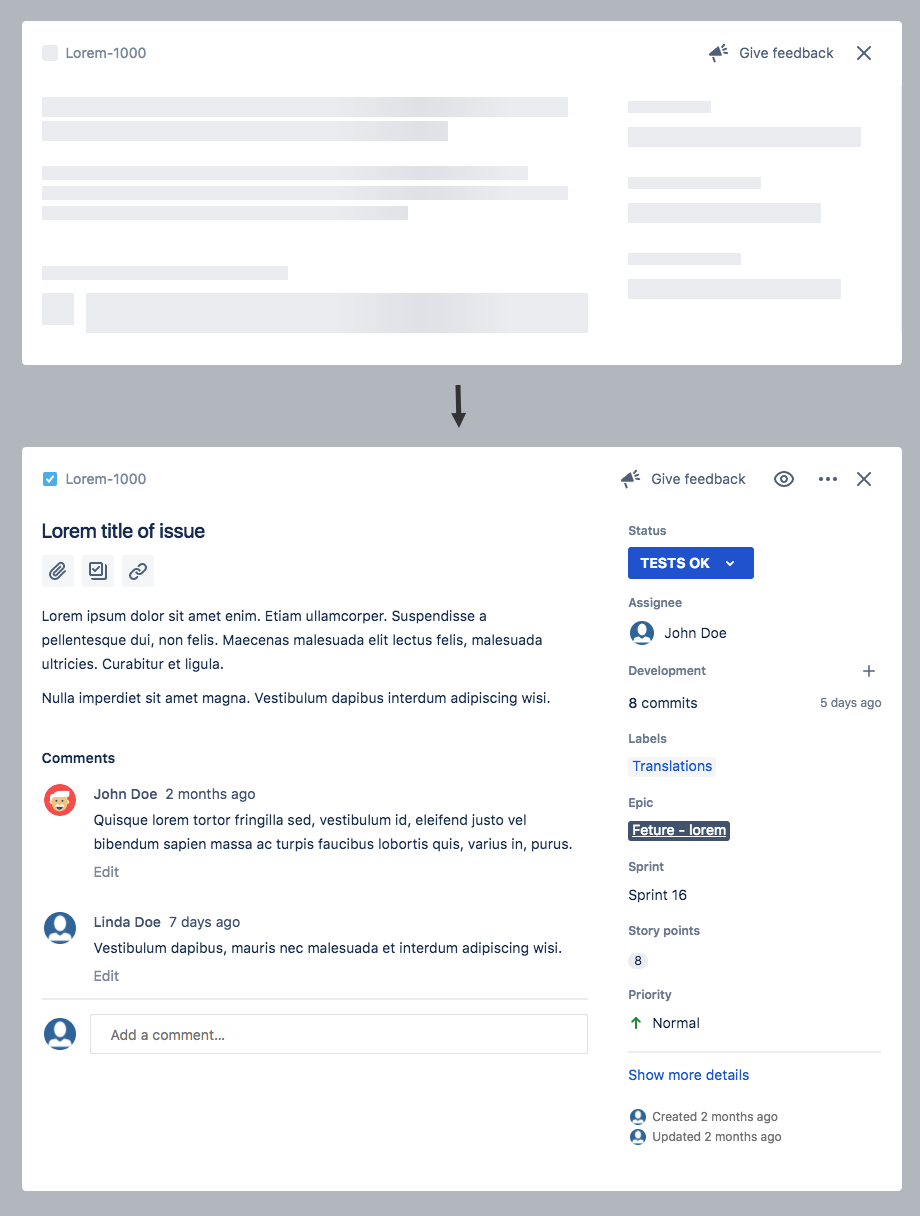 Lorem-1000
Give feedback
Lorem-1000
Give feedback
Lorem title of issue
Lorem ipsum dolor sit amet enim. Etiam ullamcorper. Suspendisse a
pellentesque dui, non felis. Maecenas malesuada elit lectus felis, malesuada
ultricies. Curabitur et ligula.
Nulla imperdiet sit amet magna. Vestibulum dapibus interdum adipiscing wisi.
Comments
John Doe 2 months ago
Quisque lorem tortor fringilla sed, vestibulum id, eleifend justo vel
bibendum sapien massa ac turpis faucibus lobortis quis, varius in, purus.
Edit
Linda Doe 7 days ago
Vestibulum dapibus, mauris nec malesuada et interdum adipiscing wisi.
Edit
Add a comment...
Status
TESTS OK
Assignee
John Doe
Development
8 commits
5 days ago
Labels
Translations
Epic
Feture - lorem
Sprint
Sprint 16
Story points
8
Priority
Normal
Show more details
Created 2 months ago
Updated 2 months ago